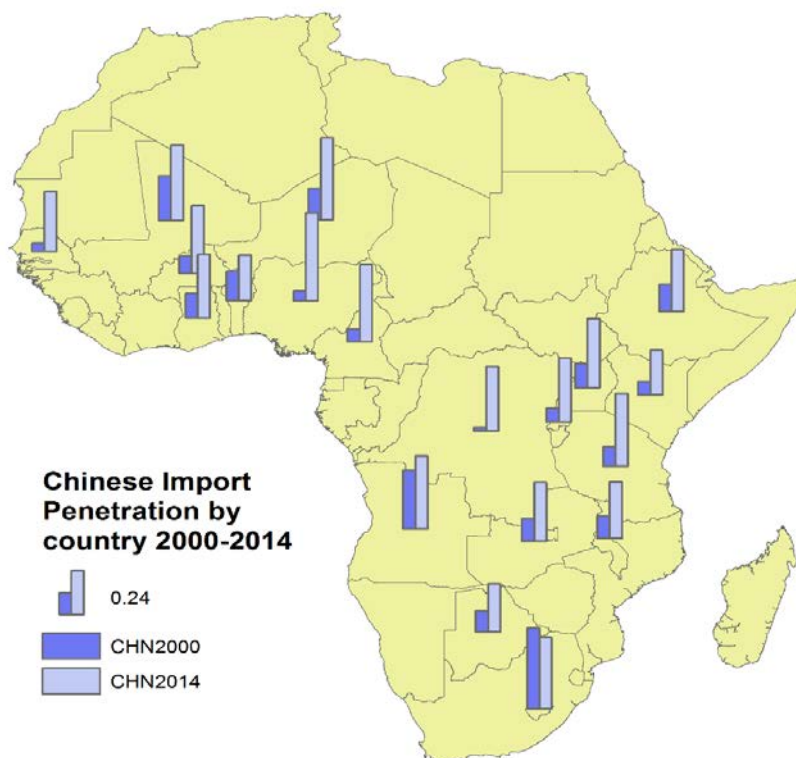 Chinese Import
Penetration by
country 2000-2014
0.24
CHN2000
CHN2014